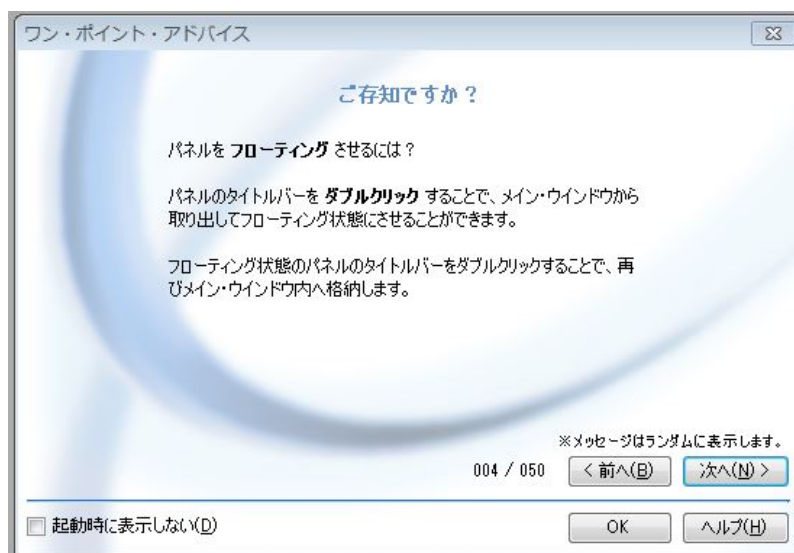 ワン・ポイント・アドバイス
ご存知ですか？
パネルを フローティング させるには？
パネルのタイトルバーを ダブルクリック することで、メイン・ウインドウから
取り出してフローティング状態にさせることができます。
フローティング状態のパネルのタイトルバーをダブルクリックすることで、再
びメイン・ウインドウ内へ格納します。
※メッセージはランダムに表示します。
004 / 050 < 前へ(B) 次へ(N) >
起動時に表示しない(D) OK ヘルプ(H)